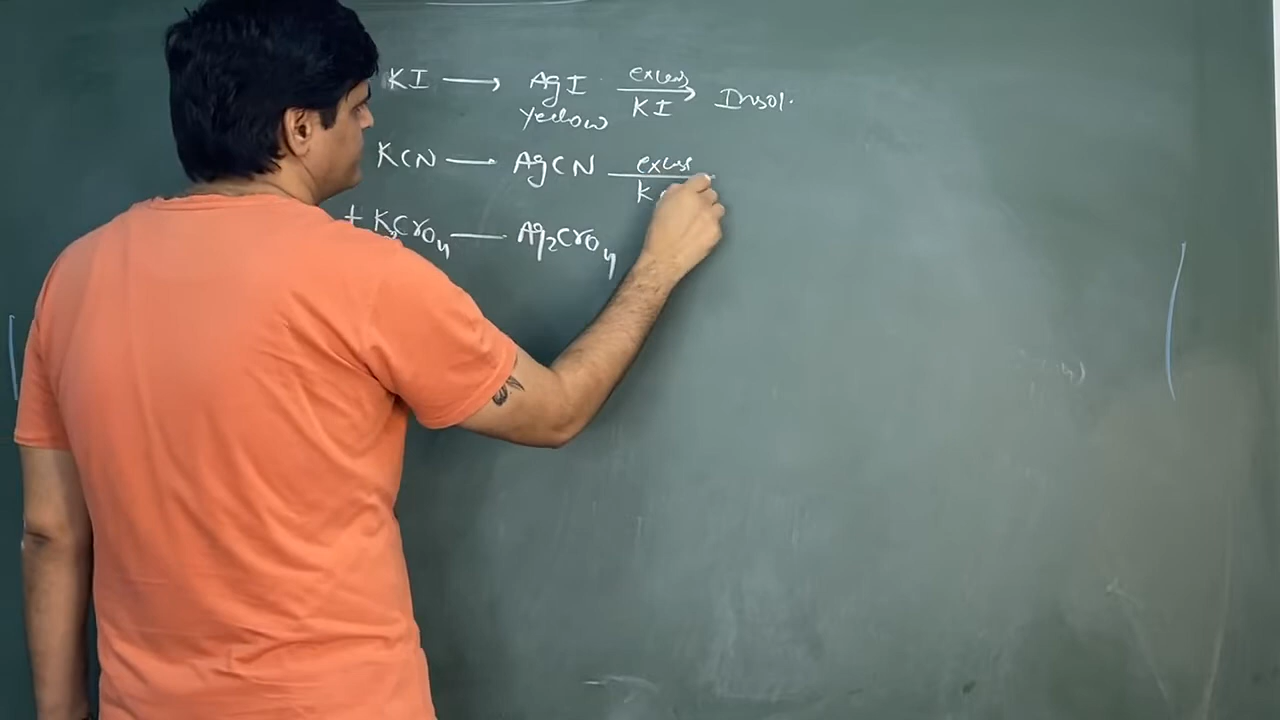 KI ⟶ AgI excess KI ⟶ Insol.
yellow
KCN ⟶ AgCN excess K
+ K₂CrO₄ — Ag₂CrO₄